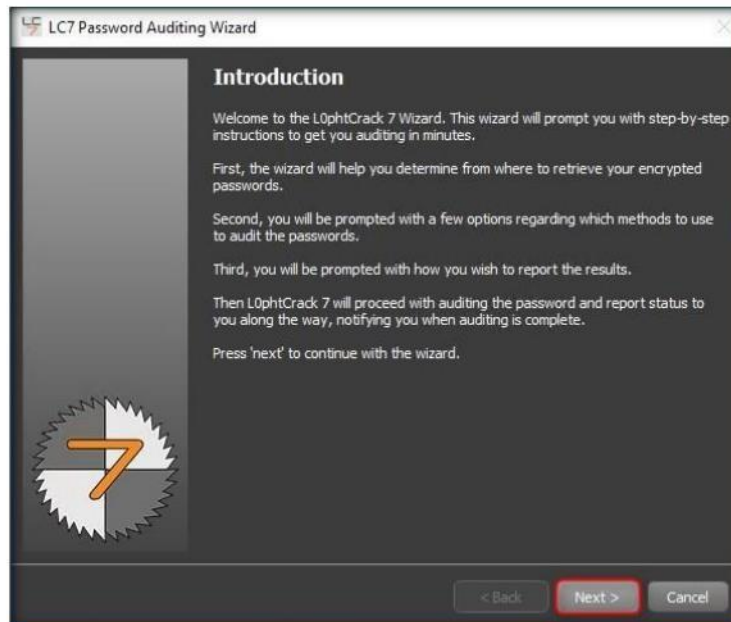 LC
7
LC7 Password Auditing Wizard
Introduction
Welcome to the L0phtCrack 7 Wizard. This wizard will prompt you with step-by-step
instructions to get you auditing in minutes.
First, the wizard will help you determine from where to retrieve your encrypted
passwords.
Second, you will be prompted with a few options regarding which methods to use
to audit the passwords.
Third, you will be prompted with how you wish to report the results.
Then L0phtCrack 7 will proceed with auditing the password and report status to
you along the way, notifying you when auditing is complete.
Press 'next' to continue with the wizard.
7
< Back
Next >
Cancel